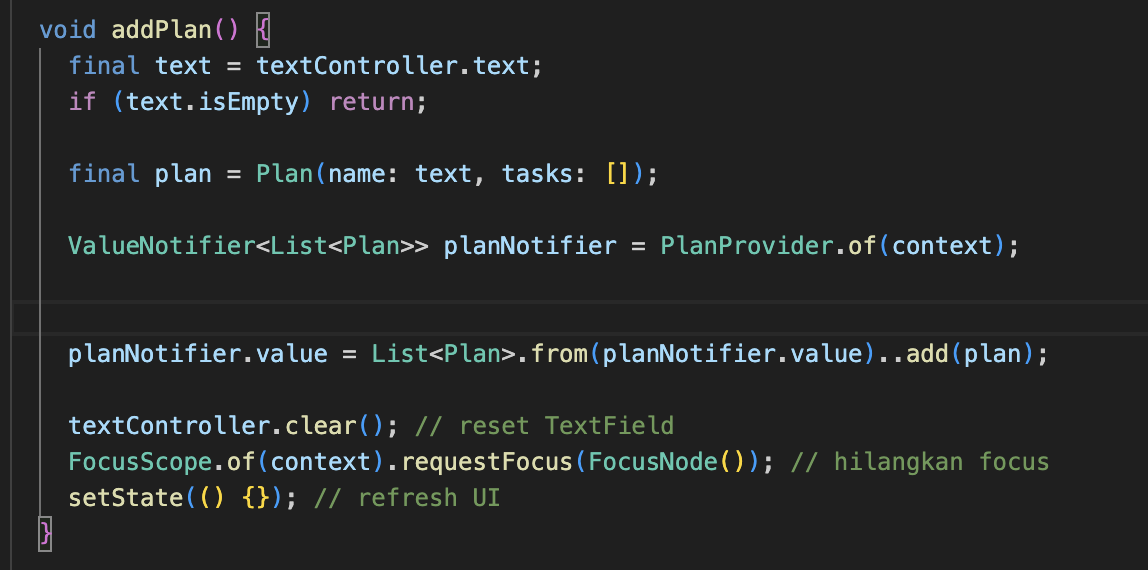 void addPlan() {
  final text = textController.text;
  if (text.isEmpty) return;

  final plan = Plan(name: text, tasks: []);

  ValueNotifier<List<Plan>> planNotifier = PlanProvider.of(context);


  planNotifier.value = List<Plan>.from(planNotifier.value)..add(plan);

  textController.clear(); // reset TextField
  FocusScope.of(context).requestFocus(FocusNode()); // hilangkan focus
  setState(() {}); // refresh UI
}